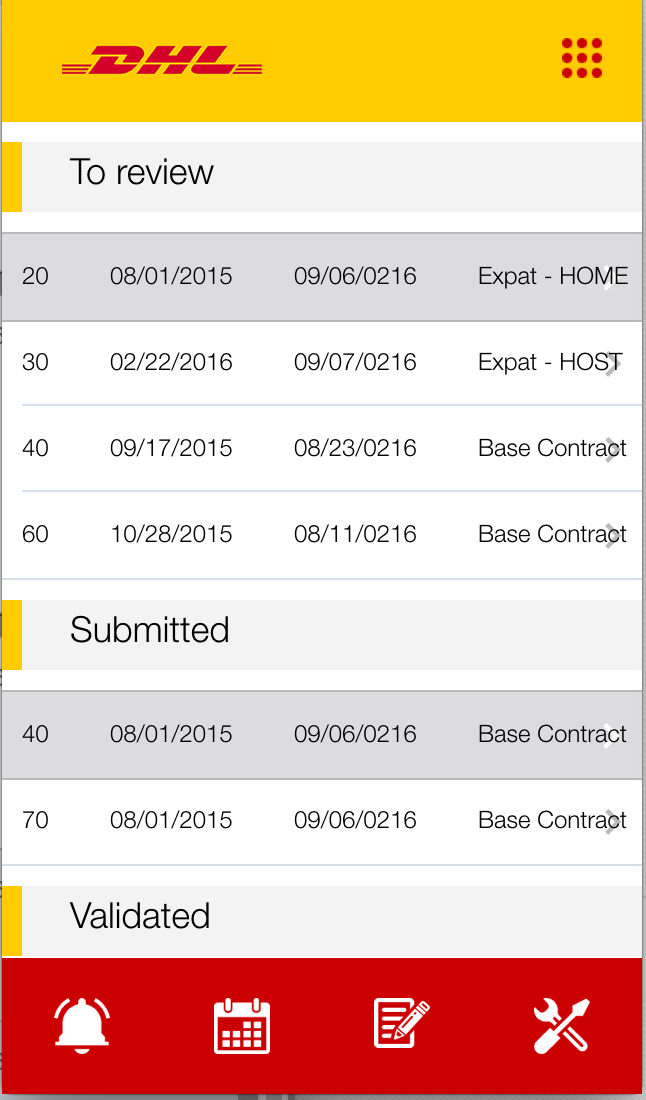 DHL
To review
20 08/01/2015 09/06/0216 Expat - HOME
30 02/22/2016 09/07/0216 Expat - HOST
40 09/17/2015 08/23/0216 Base Contract
60 10/28/2015 08/11/0216 Base Contract
Submitted
40 08/01/2015 09/06/0216 Base Contract
70 08/01/2015 09/06/0216 Base Contract
Validated